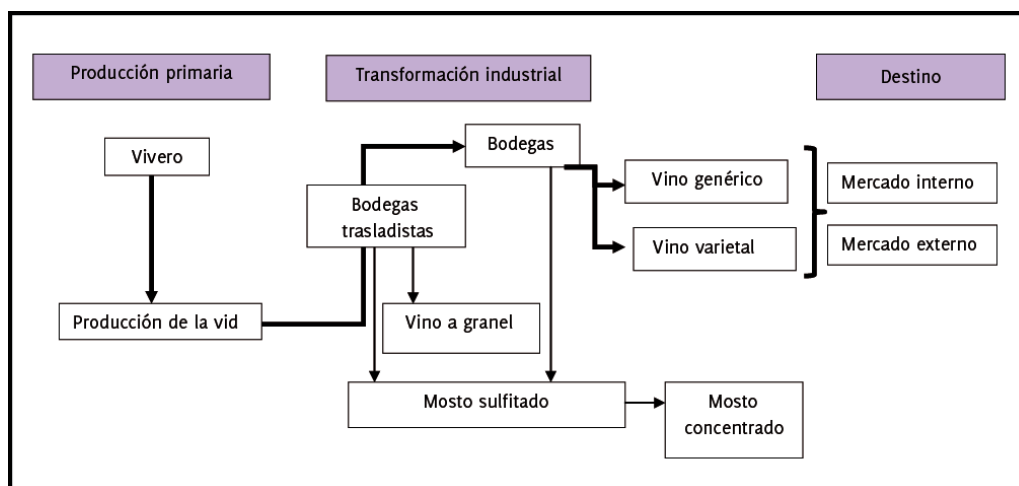 Producción primaria
Transformación industrial
Destino
Vivero
Bodegas
Vino genérico
Mercado interno
Bodegas
trasladistas
Vino varietal
Mercado externo
Producción de la vid
Vino a granel
Mosto sulfitado
Mosto
concentrado